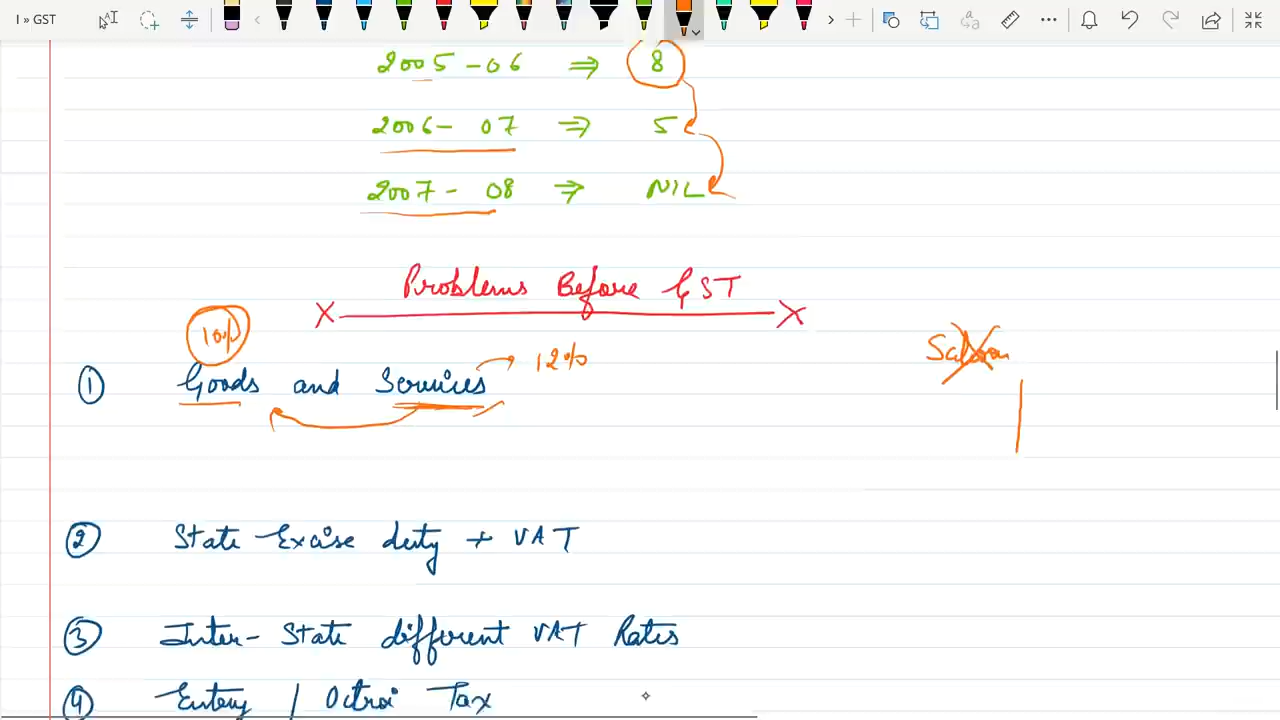 I » GST
2005 - 06 ⇒ 8
2006 - 07 ⇒ 5
2007 - 08 ⇒ NIL
Problems Before GST
10%
12%
① Goods and Services
② State Excise duty + VAT
③ Inter - State different VAT Rates
④ Entery / Octroi Tax